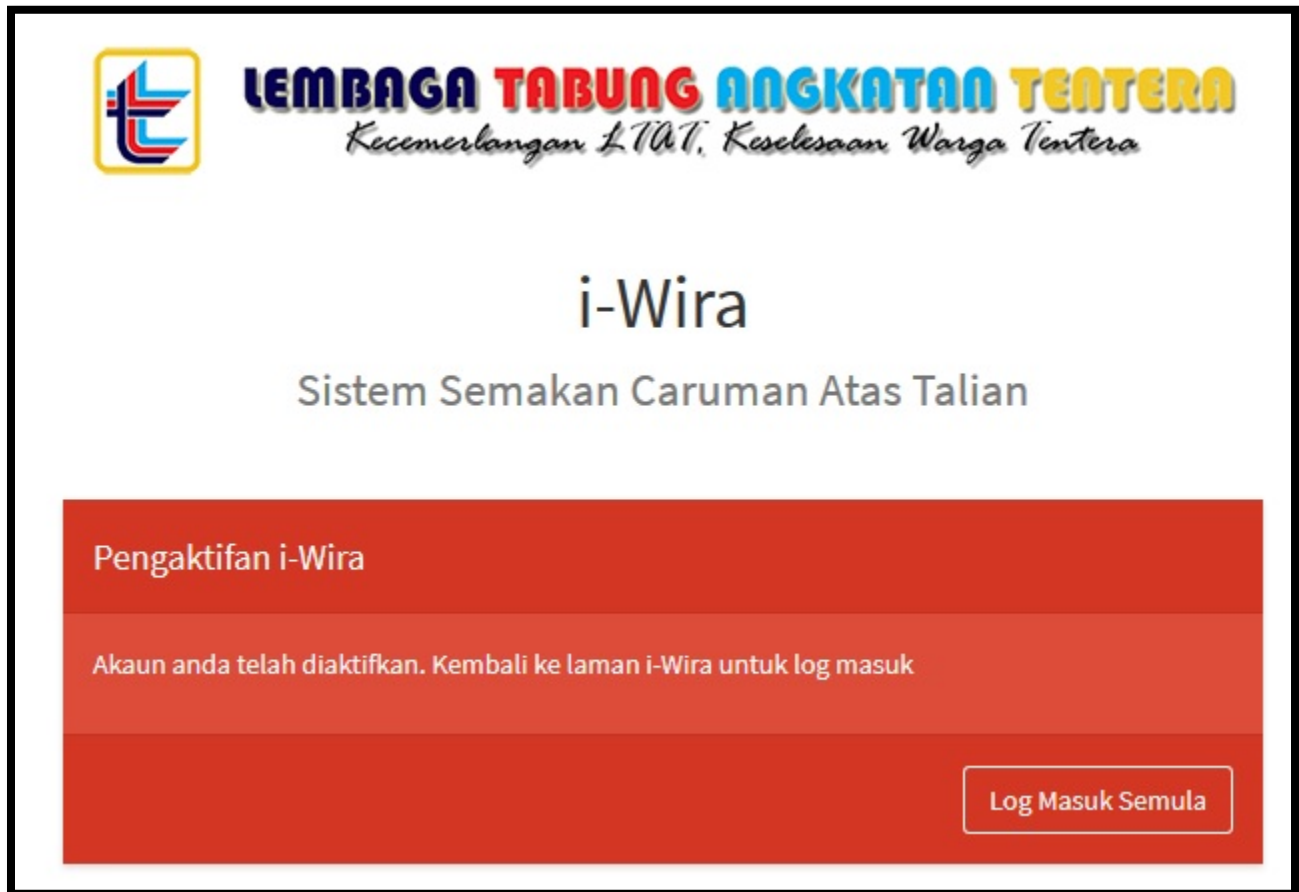 LEMBAGA TABUNG ANGKATAN TENTERA
Kecemerlangan LTAT, Keselesaan Warga Tentera
i-Wira
Sistem Semakan Caruman Atas Talian
Pengaktifan i-Wira
Akaun anda telah diaktifkan. Kembali ke laman i-Wira untuk log masuk
Log Masuk Semula